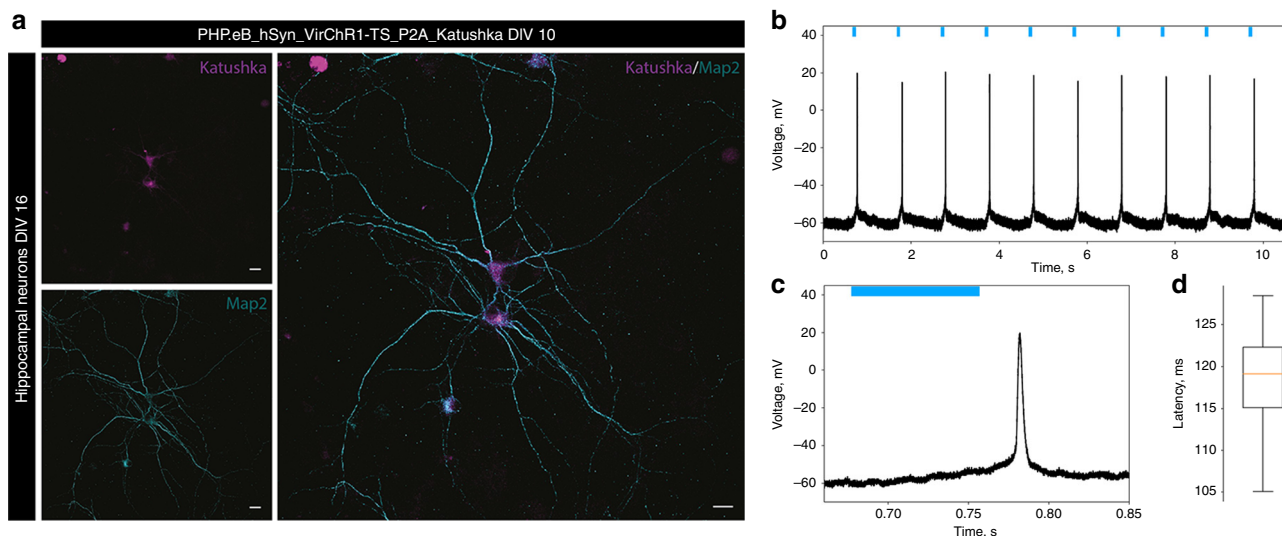 a
PHP.eB_hSyn_VirChR1-TS_P2A_Katushka DIV 10
Hippocampal neurons DIV 16
Katushka
Map2
Katushka/Map2
b
40
20
0
–20
–40
–60
Voltage, mV
0 2 4 6 8 10
Time, s
c
40
20
0
–20
–40
–60
Voltage, mV
0.70 0.75 0.80 0.85
Time, s
d
125
120
115
110
105
Latency, ms